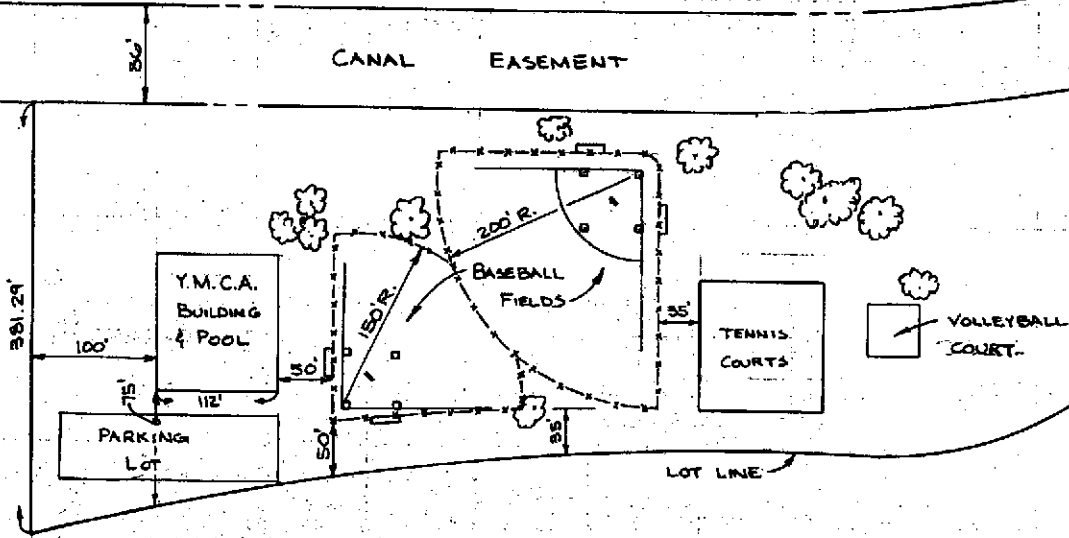 86'
CANAL EASEMENT
381.29'
100'
Y.M.C.A.
BUILDING
& POOL
112'
75'
50'
PARKING
LOT
50'
150' R.
200' R.
BASEBALL
FIELDS
35'
35'
TENNIS
COURTS
VOLLEYBALL
COURT.
LOT LINE